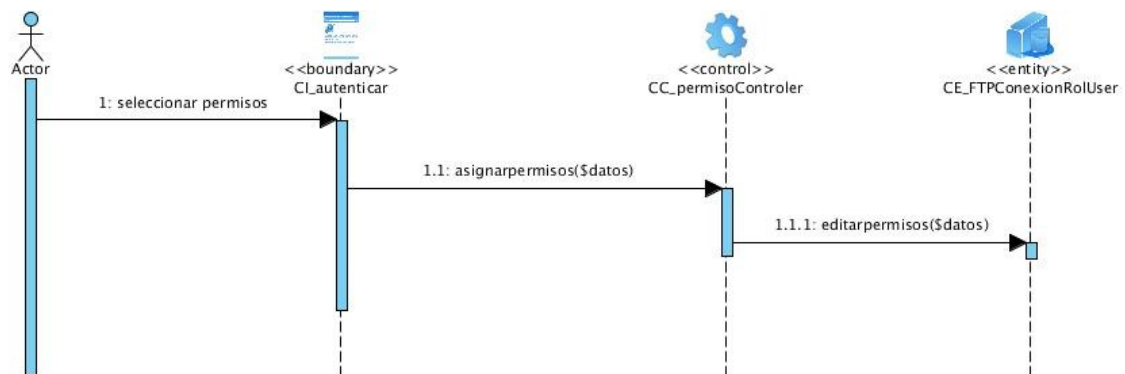 Actor
<<boundary>>
CI_autenticar
<<control>>
CC_permisoControler
<<entity>>
CE_FTPConexionRolUser
1: seleccionar permisos
1.1: asignarpermisos($datos)
1.1.1: editarpermisos($datos)